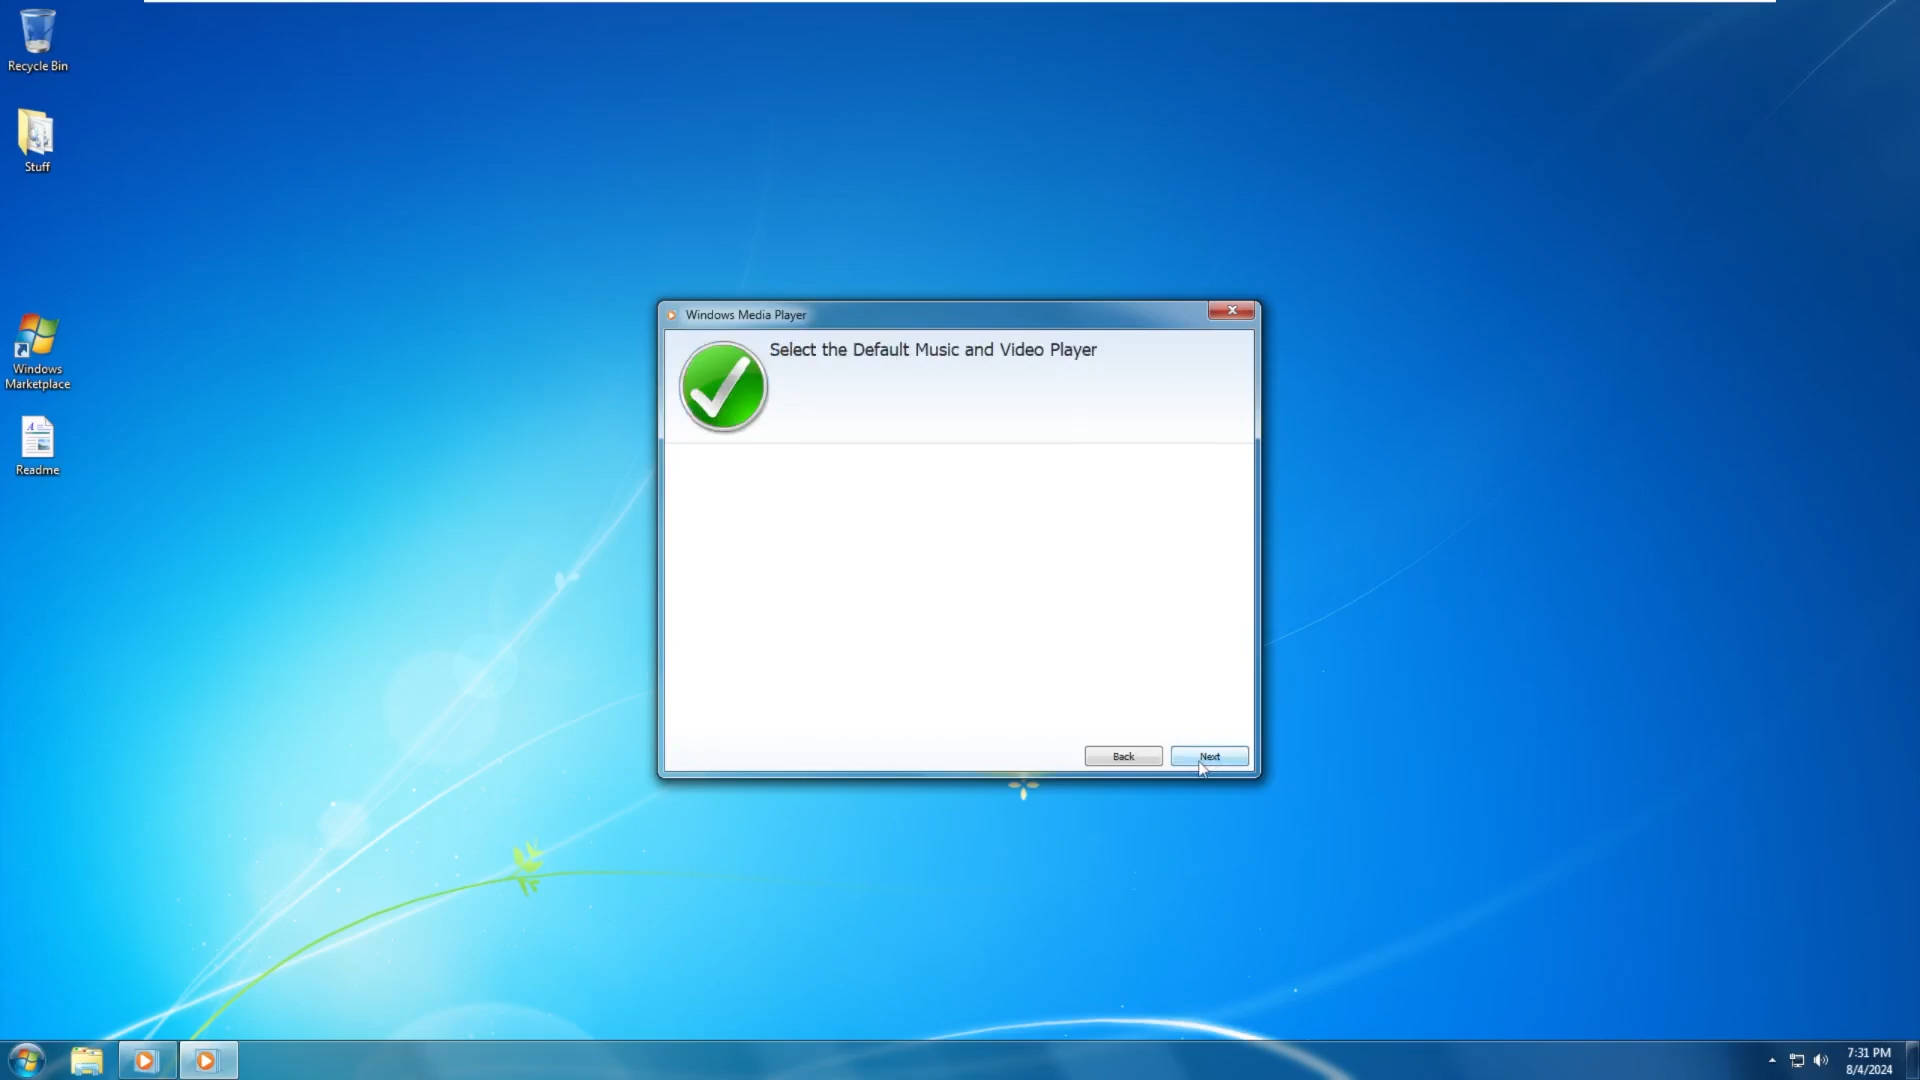 Recycle Bin
Stuff
Windows
Marketplace
Readme
Windows Media Player
Select the Default Music and Video Player
Back
Next
7:31 PM
8/4/2024